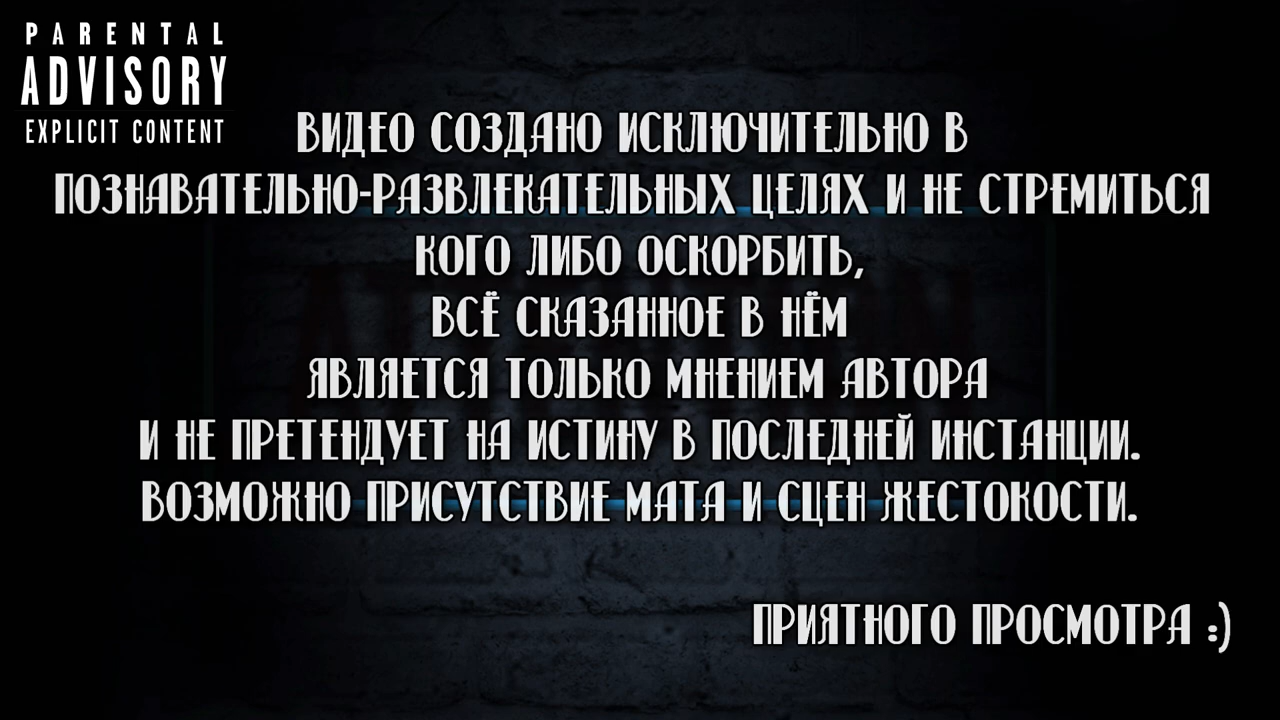 PARENTAL
ADVISORY
EXPLICIT CONTENT
ВИДЕО СОЗДАНО ИСКЛЮЧИТЕЛЬНО В
ПОЗНАВАТЕЛЬНО-РАЗВЛЕКАТЕЛЬНЫХ ЦЕЛЯХ И НЕ СТРЕМИТЬСЯ
КОГО ЛИБО ОСКОРБИТЬ,
ВСЁ СКАЗАННОЕ В НЁМ
ЯВЛЯЕТСЯ ТОЛЬКО МНЕНИЕМ АВТОРА
И НЕ ПРЕТЕНДУЕТ НА ИСТИНУ В ПОСЛЕДНЕЙ ИНСТАНЦИИ.
ВОЗМОЖНО ПРИСУТСТВИЕ МАТА И СЦЕН ЖЕСТОКОСТИ.
ПРИЯТНОГО ПРОСМОТРА :)